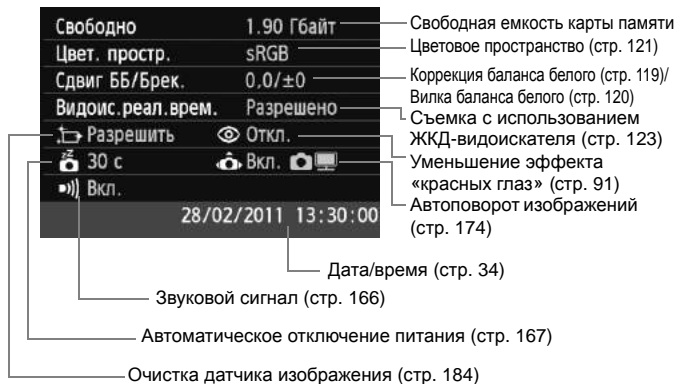 Свободно 1.90 Гбайт
Свободная емкость карты памяти
Цвет. простр. sRGB
Цветовое пространство (стр. 121)
Сдвиг ББ/Брек. 0,0/±0
Коррекция баланса белого (стр. 119)/
Вилка баланса белого (стр. 120)
Видоис.реал.врем. Разрешено
Съемка с использованием
ЖКД-видоискателя (стр. 123)
Разрешить Откл.
Уменьшение эффекта
«красных глаз» (стр. 91)
30 с Вкл.
Автоповорот изображений
(стр. 174)
Вкл.
28/02/2011 13:30:00
Дата/время (стр. 34)
Звуковой сигнал (стр. 166)
Автоматическое отключение питания (стр. 167)
Очистка датчика изображения (стр. 184)